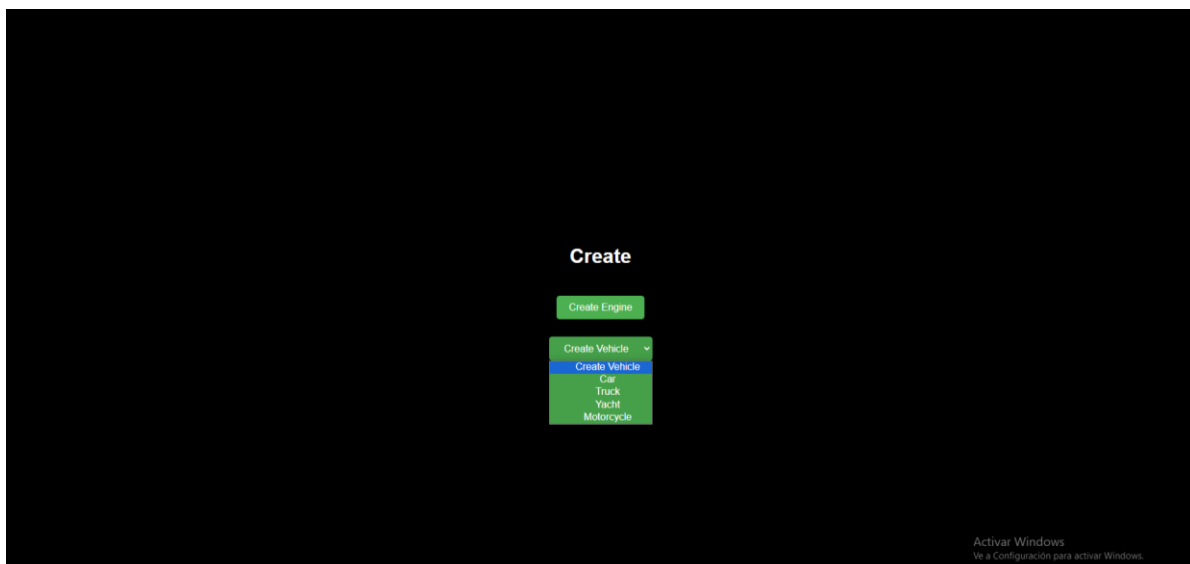 Create
Create Engine
Create Vehicle
Create Vehicle
Car
Truck
Yacht
Motorcycle
Activar Windows
Ve a Configuración para activar Windows.